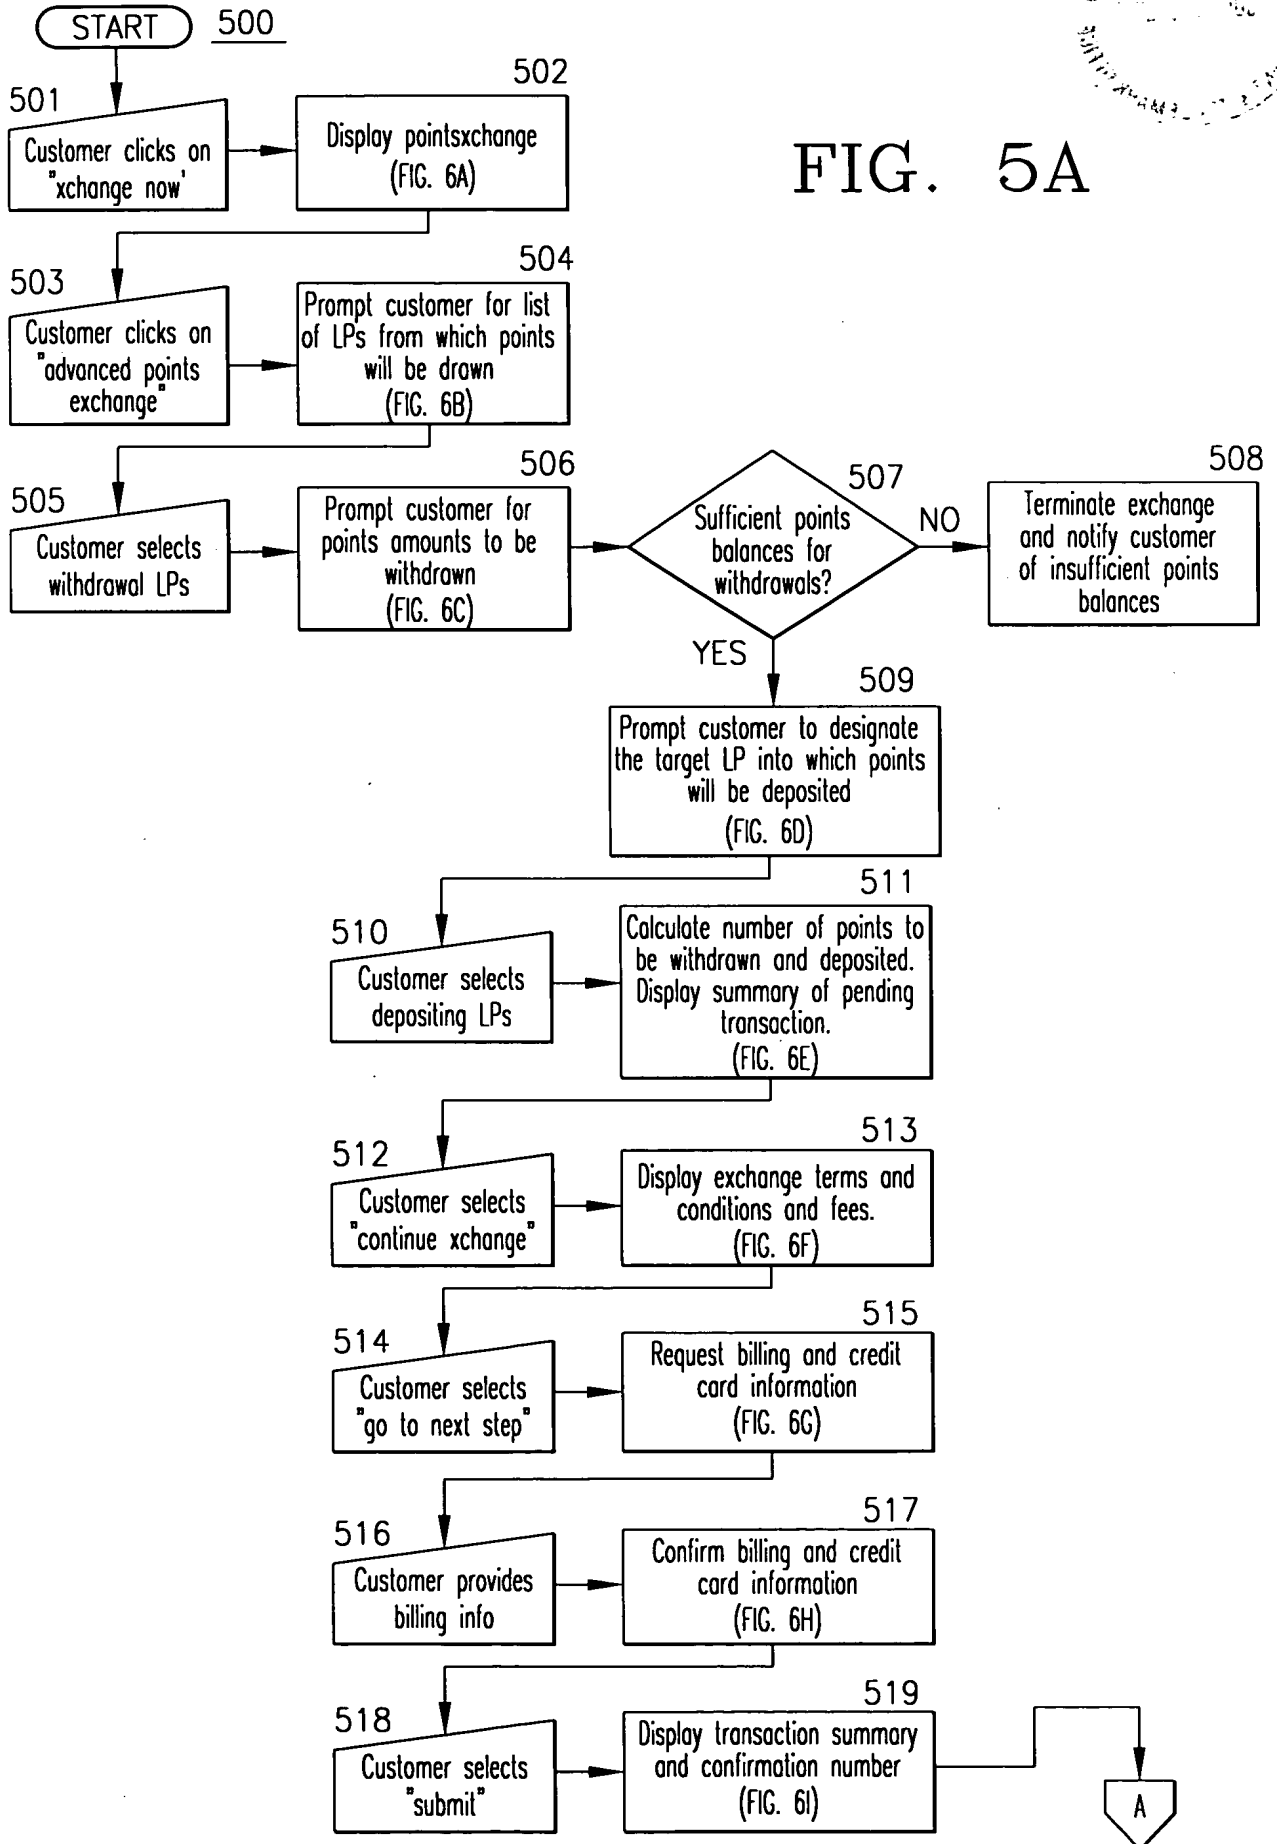 START 500
501
Customer clicks on
"xchange now'
502
Display pointsxchange
(FIG. 6A)
FIG. 5A
503
Customer clicks on
"advanced points
exchange"
504
Prompt customer for list
of LPs from which points
will be drawn
(FIG. 6B)
505
Customer selects
withdrawal LPs
506
Prompt customer for
points amounts to be
withdrawn
(FIG. 6C)
507
Sufficient points
balances for
withdrawals?
NO
508
Terminate exchange
and notify customer
of insufficient points
balances
YES
509
Prompt customer to designate
the target LP into which points
will be deposited
(FIG. 6D)
510
Customer selects
depositing LPs
511
Calculate number of points to
be withdrawn and deposited.
Display summary of pending
transaction.
(FIG. 6E)
512
Customer selects
"continue xchange"
513
Display exchange terms and
conditions and fees.
(FIG. 6F)
514
Customer selects
"go to next step"
515
Request billing and credit
card information
(FIG. 6G)
516
Customer provides
billing info
517
Confirm billing and credit
card information
(FIG. 6H)
518
Customer selects
"submit"
519
Display transaction summary
and confirmation number
(FIG. 6I)
A